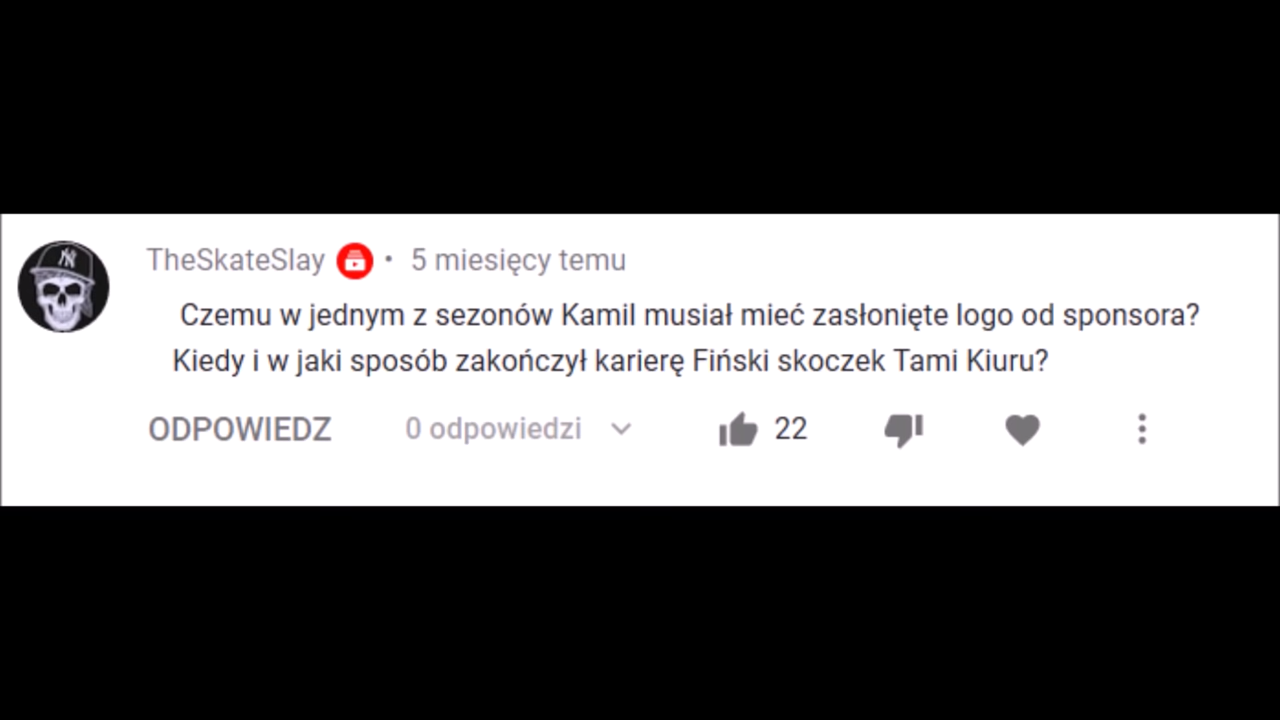 TheSkateSlay • 5 miesięcy temu
Czemu w jednym z sezonów Kamil musiał mieć zasłonięte logo od sponsora?
Kiedy i w jaki sposób zakończył karierę Fiński skoczek Tami Kiuru?
ODPOWIEDZ 0 odpowiedzi 22